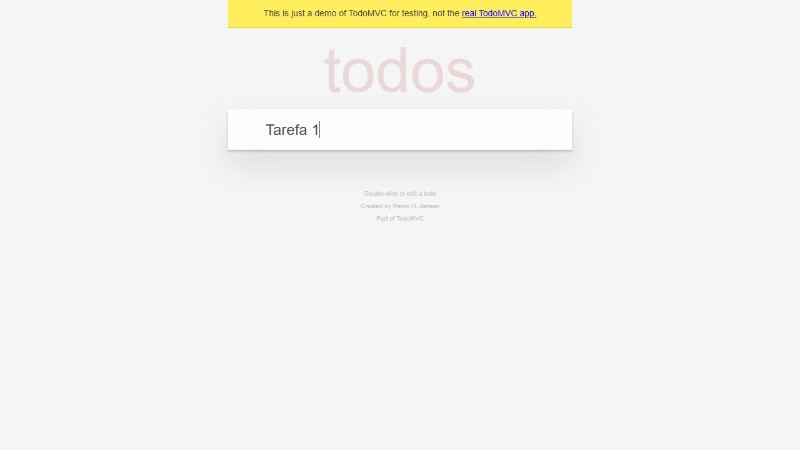 This is just a demo of TodoMVC for testing, not the real TodoMVC app.
todos
Tarefa 1
Double-click to edit a todo
Created by Remo H. Jansen
Part of TodoMVC